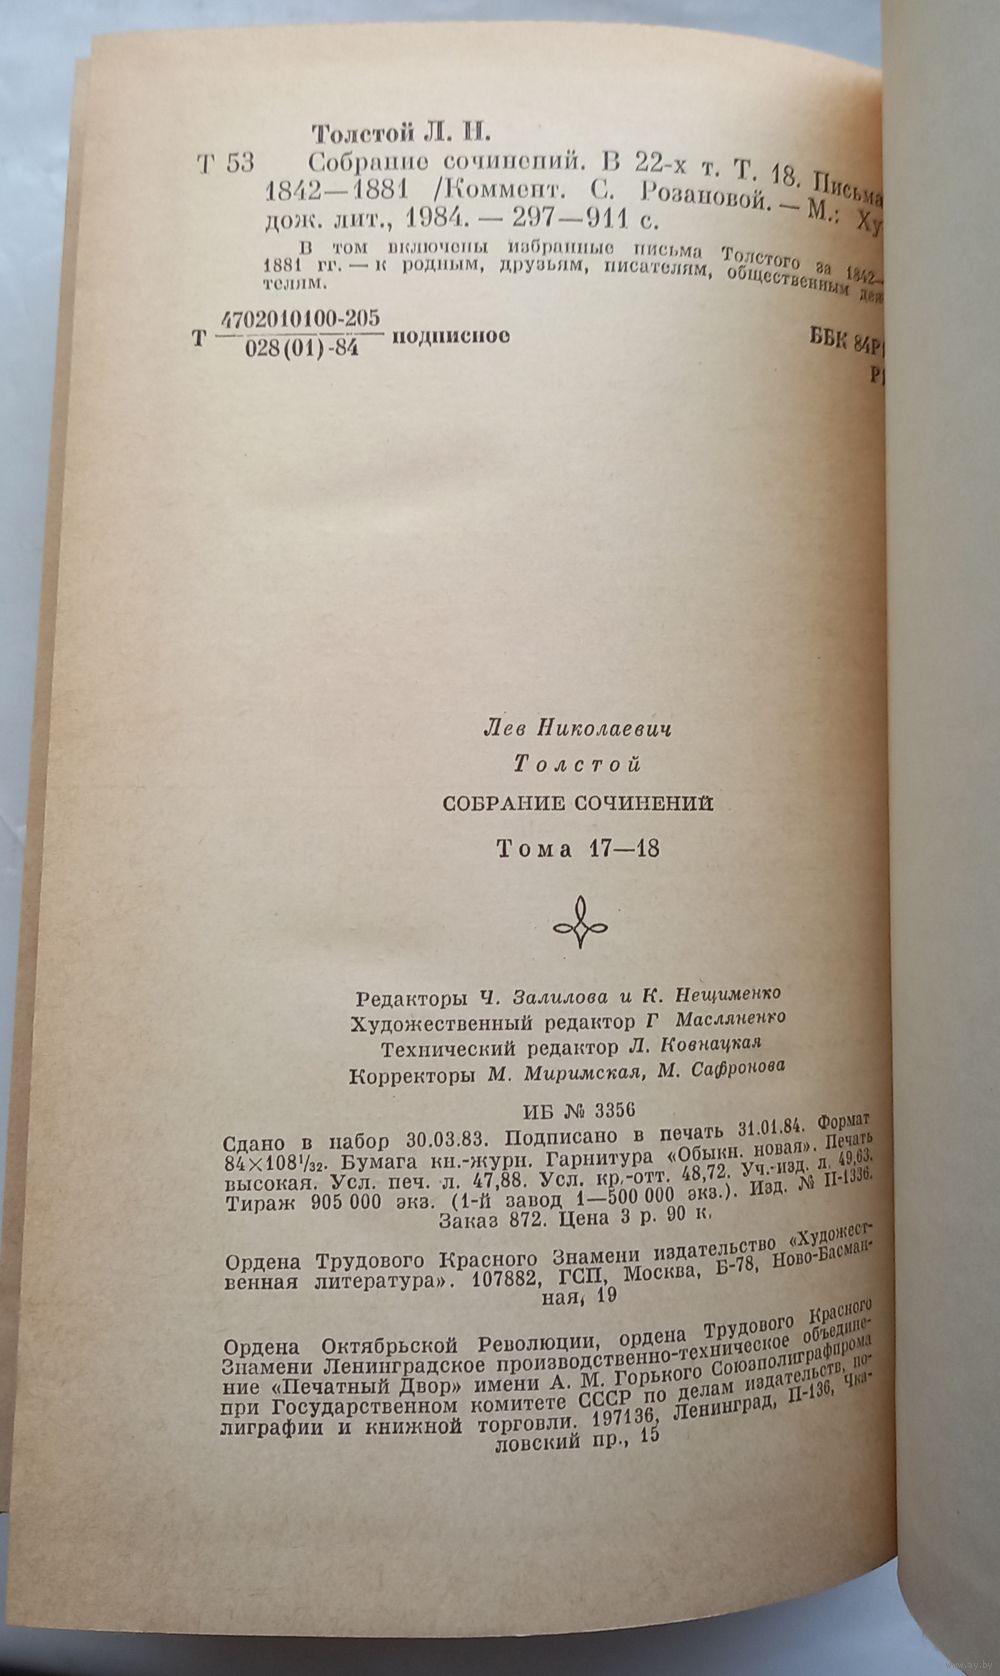 Толстой Л. Н.
Т 53 Собрание сочинений. В 22-х т. Т. 18. Письма
1842—1881 /Коммент. С. Розановой. — М.: Ху
дож. лит., 1984. — 297—911 с.
В том включены избранные письма Толстого за 1842—
1881 гг. — к родным, друзьям, писателям, общественным дея
телям.
Т 4702010100-205 подписное ББК 84Р
028(01)-84
Р
Лев Николаевич
Толстой
СОБРАНИЕ СОЧИНЕНИЙ
Тома 17—18
Редакторы Ч. Залилова и К. Нещименко
Художественный редактор Г Масляненко
Технический редактор Л. Ковнацкая
Корректоры М. Миримская, М. Сафронова
ИБ № 3356
Сдано в набор 30.03.83. Подписано в печать 31.01.84. Формат
84×108¹/₃₂. Бумага кн.-журн. Гарнитура «Обыкн. новая». Печать
высокая. Усл. печ. л. 47,88. Усл. кр.-отт. 48,72. Уч.-изд. л. 49,63.
Тираж 905 000 экз. (1-й завод 1—500 000 экз.). Изд. № II-1336.
Заказ 872. Цена 3 р. 90 к.
Ордена Трудового Красного Знамени издательство «Художест-
венная литература». 107882, ГСП, Москва, Б-78, Ново-Басман-
ная, 19
Ордена Октябрьской Революции, ордена Трудового Красного
Знамени Ленинградское производственно-техническое объедине-
ние «Печатный Двор» имени А. М. Горького Союзполиграфпрома
при Государственном комитете СССР по делам издательств, по-
лиграфии и книжной торговли. 197136, Ленинград, П-136, Чка-
ловский пр., 15
www.ay.by